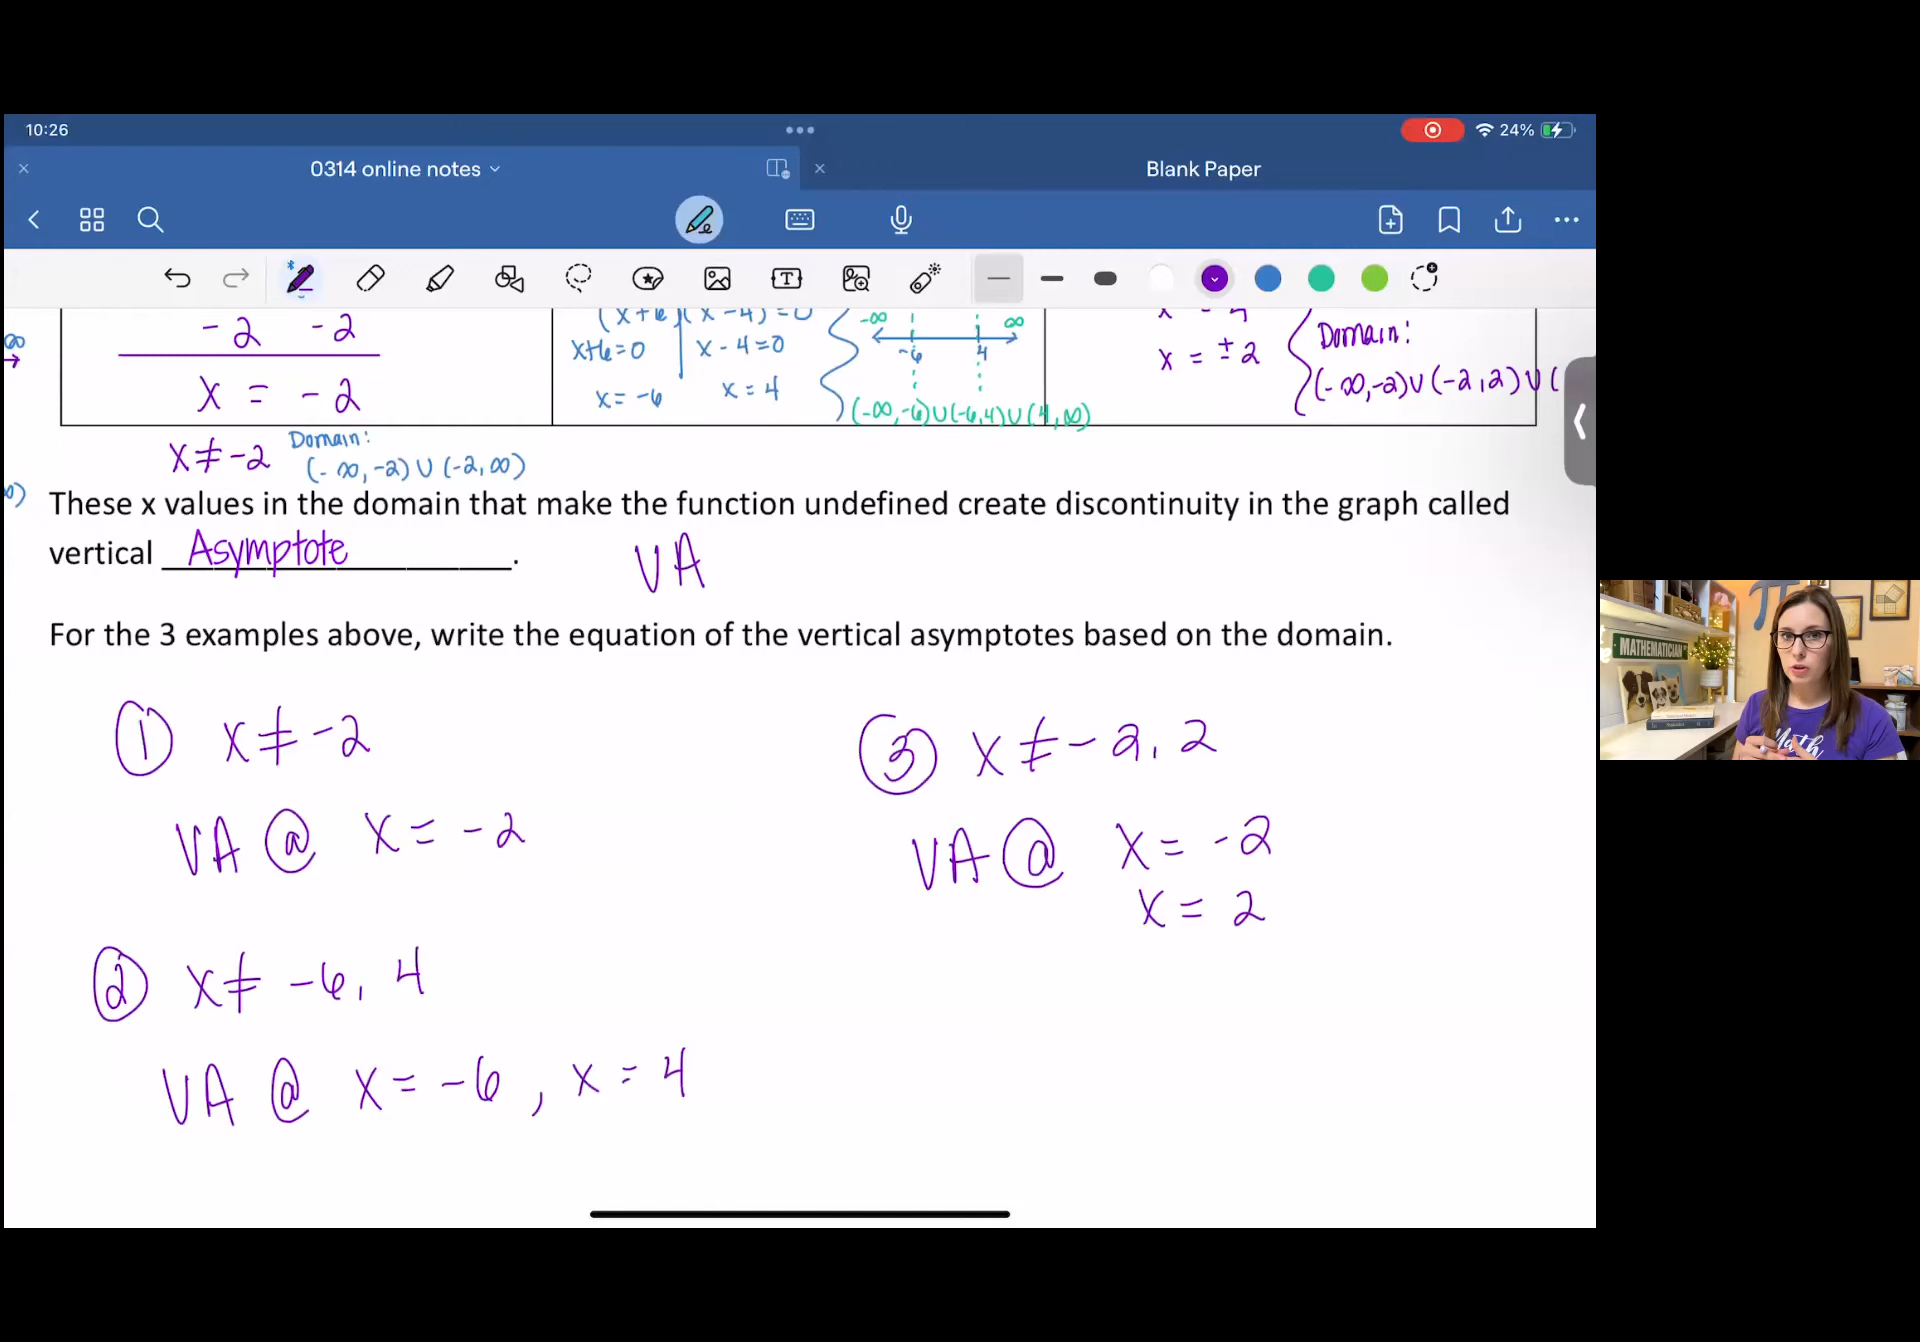 10:26
24%
0314 online notes
Blank Paper
-2 -2
x = -2
x ≠ -2
Domain:
(-∞,-2) ∪ (-2,∞)
(x+6)(x-4)=0
x+6=0
x-4=0
x=-6
x=4
-∞ ∞
-6 4
(-∞,-6)∪(-6,4)∪(4,∞)
x = ±2
Domain:
(-∞,-2)∪(-2,2)∪(
∞
These x values in the domain that make the function undefined create discontinuity in the graph called
vertical Asymptote.
VA
For the 3 examples above, write the equation of the vertical asymptotes based on the domain.
① x ≠ -2
VA @ x = -2
② x ≠ -6, 4
VA @ x = -6, x = 4
③ x ≠ -2, 2
VA @ x = -2
x = 2
MATHEMATICIAN
Math